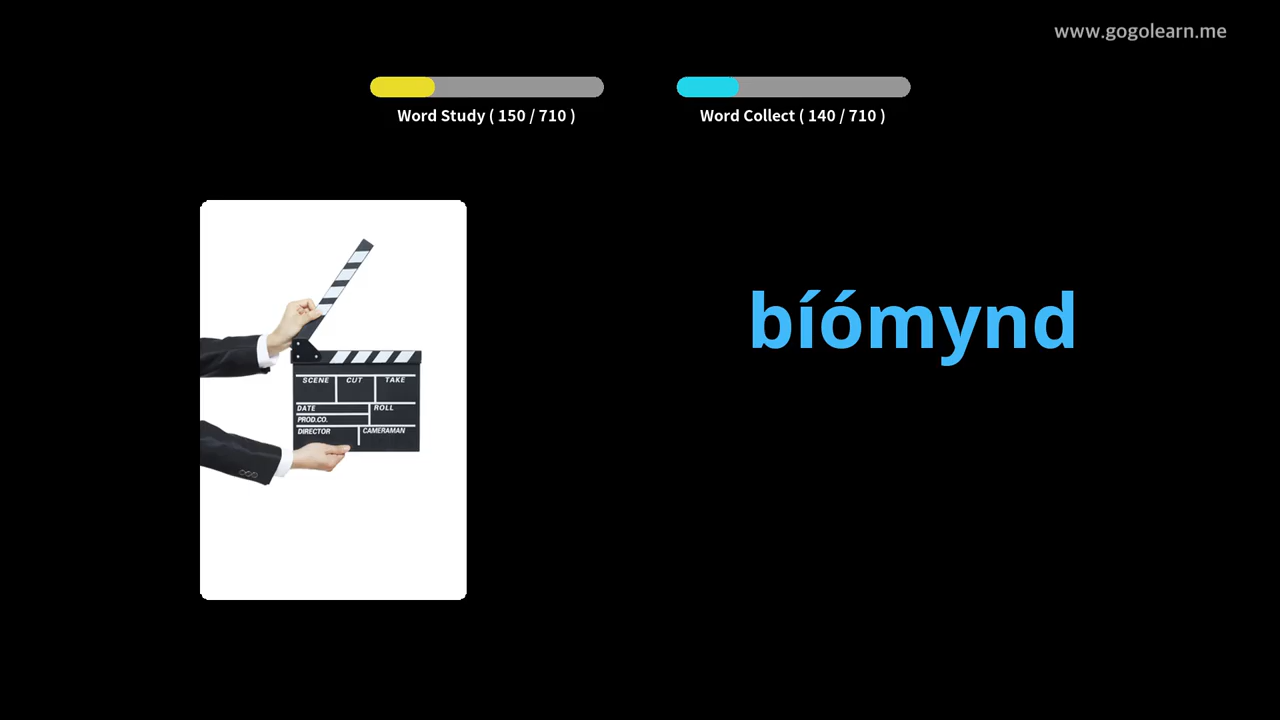 www.gogolearn.me
Word Study ( 150 / 710 )
Word Collect ( 140 / 710 )
bíómynd
SCENE CUT TAKE
DATE ROLL
PROD.CO.
DIRECTOR CAMERAMAN